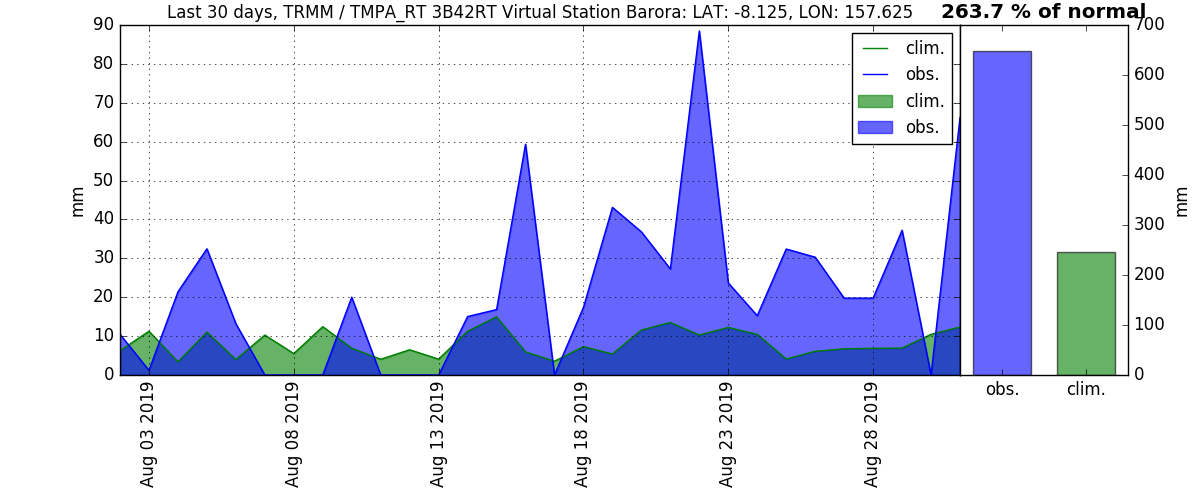 Last 30 days, TRMM / TMPA_RT 3B42RT Virtual Station Barora: LAT: -8.125, LON: 157.625
263.7 % of normal
90
80
70
60
50
40
30
20
10
0
mm
clim.
obs.
clim.
obs.
Aug 03 2019
Aug 08 2019
Aug 13 2019
Aug 18 2019
Aug 23 2019
Aug 28 2019
700
600
500
400
300
200
100
0
mm
obs.
clim.